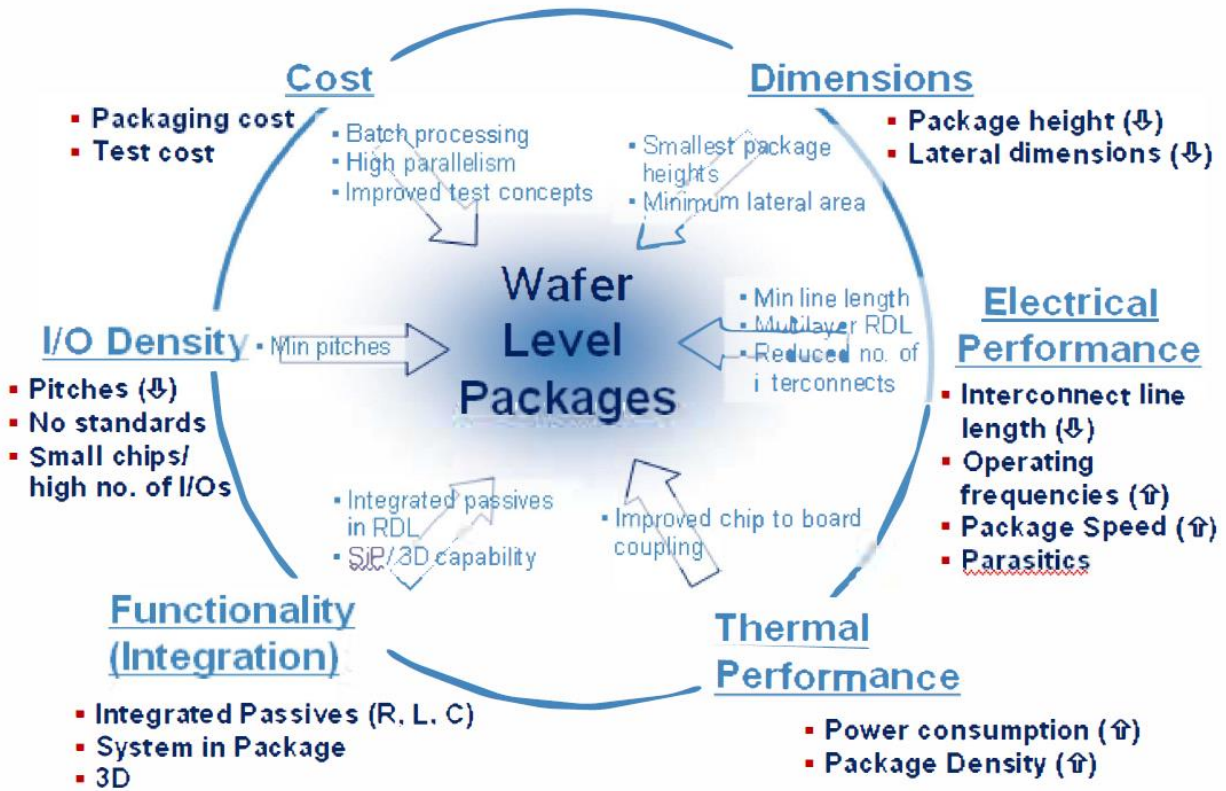 Cost
▪ Packaging cost
▪ Test cost
▪ Batch processing
▪ High parallelism
▪ Improved test concepts
Dimensions
▪ Package height (⇩)
▪ Lateral dimensions (⇩)
▪ Smallest package
heights
▪ Minimum lateral area
Wafer
Level
Packages
I/O Density
▪ Min pitches
▪ Pitches (⇩)
▪ No standards
▪ Small chips/
high no. of I/Os
▪ Min line length
▪ Multilayer RDL
▪ Reduced no. of
i terconnects
Electrical
Performance
▪ Interconnect line
length (⇩)
▪ Operating
frequencies (⇧)
▪ Package Speed (⇧)
▪ Parasitics
▪ Integrated passives
in RDL
▪ SiP/ 3D capability
Functionality
(Integration)
▪ Integrated Passives (R, L, C)
▪ System in Package
▪ 3D
▪ Improved chip to board
coupling
Thermal
Performance
▪ Power consumption (⇧)
▪ Package Density (⇧)